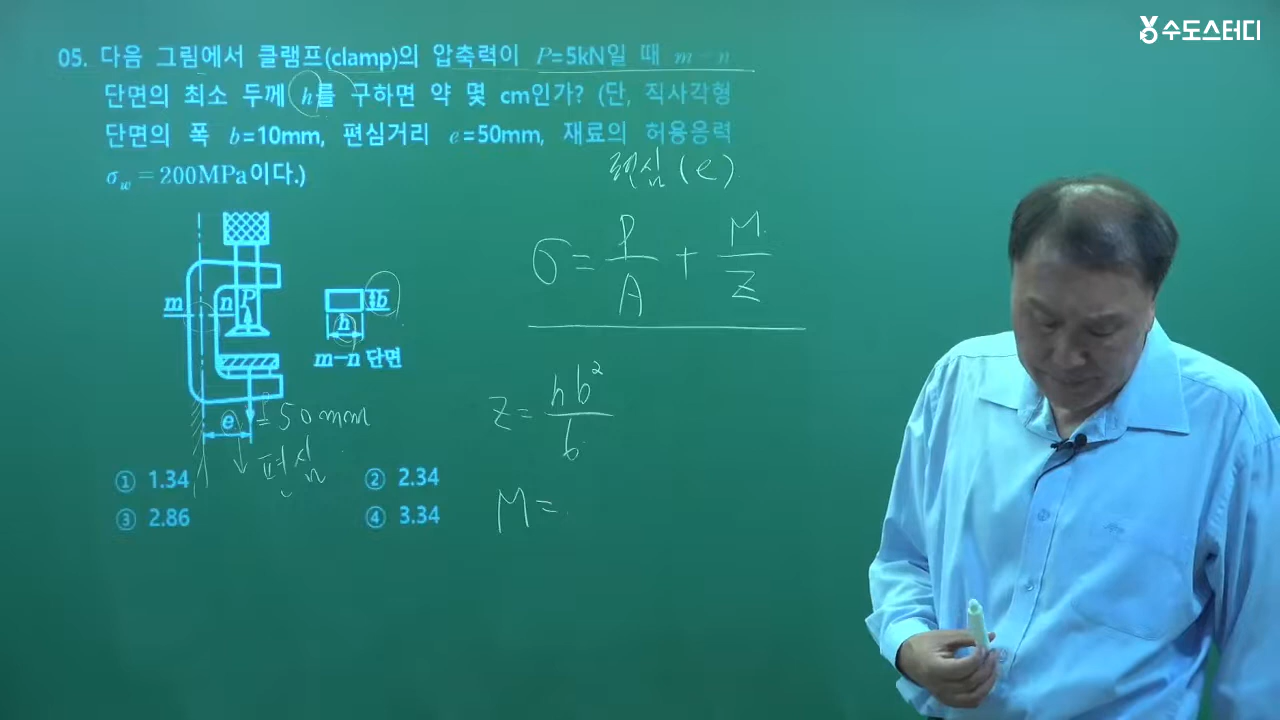 수도스터디
05. 다음 그림에서 클램프(clamp)의 압축력이 P=5kN일 때 m-n
단면의 최소 두께 h를 구하면 약 몇 cm인가? (단, 직사각형
단면의 폭 b=10mm, 편심거리 e=50mm, 재료의 허용응력
σw = 200MPa이다.)
편심 (e)
σ = P/A + M/Z
m n P
b
h
m-n 단면
Z = hb²/6
e = 50mm
편심
M =
① 1.34 ② 2.34
③ 2.86 ④ 3.34